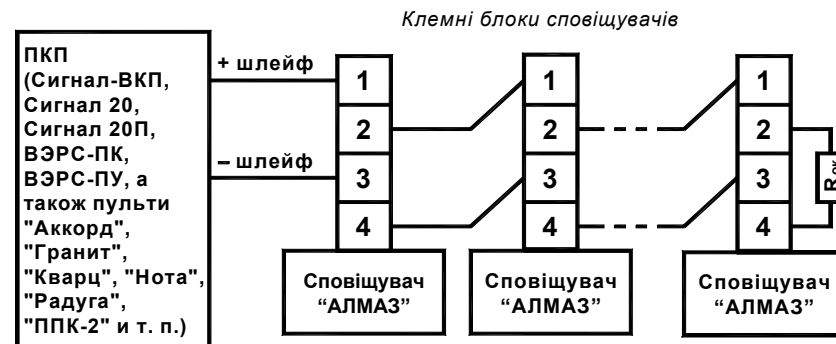 Клемні блоки сповіщувачів
ПКП
(Сигнал-ВКП,
Сигнал 20,
Сигнал 20П,
ВЭРС-ПК,
ВЭРС-ПУ, а
також пульти
"Аккорд",
"Гранит",
"Кварц", "Нота",
"Радуга",
"ППК-2" и т. п.)
+ шлейф
– шлейф
1
2
3
4
Сповіщувач
“АЛМАЗ”
1
2
3
4
Сповіщувач
“АЛМАЗ”
1
2
3
4
Сповіщувач
“АЛМАЗ”
Rок